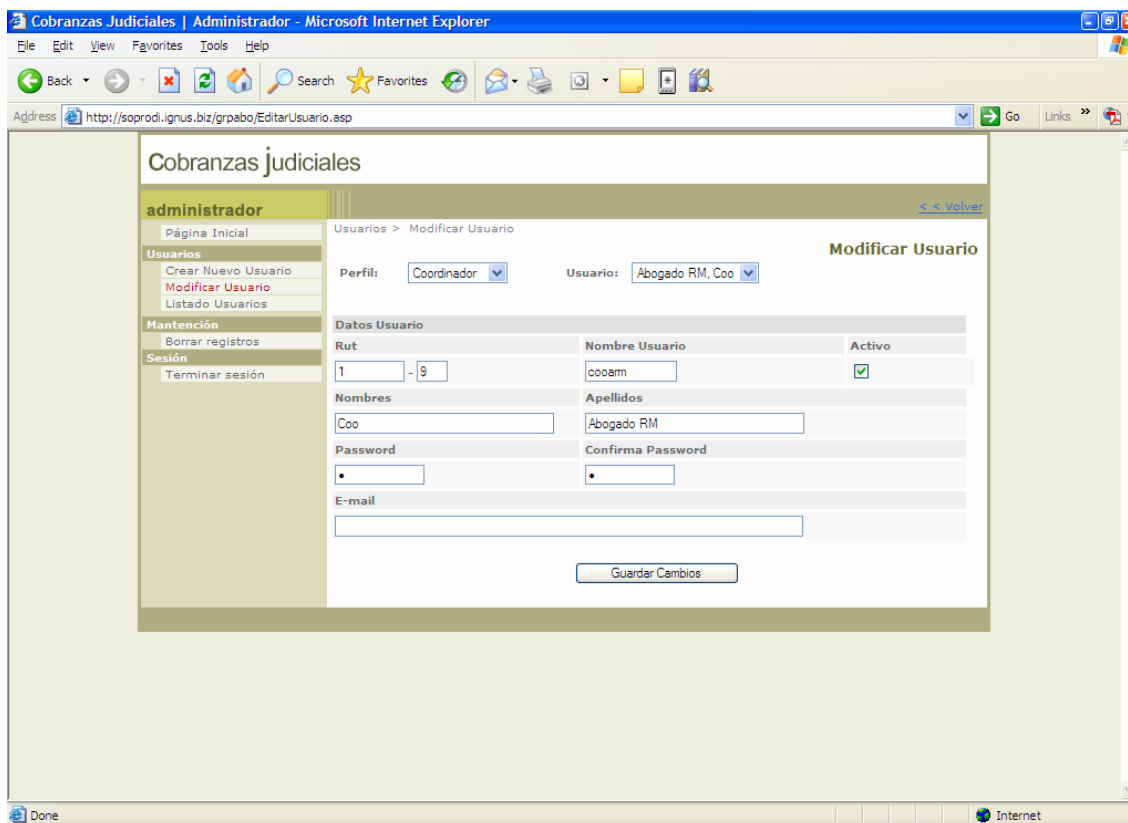 Cobranzas Judiciales | Administrador - Microsoft Internet Explorer
File Edit View Favorites Tools Help
Back Search Favorites
Address http://soprodi.ignus.biz/grpabo/EditarUsuario.asp Go Links »
Cobranzas judiciales
administrador
< < Volver
Página Inicial
Usuarios
Crear Nuevo Usuario
Modificar Usuario
Listado Usuarios
Mantención
Borrar registros
Sesión
Terminar sesión
Usuarios > Modificar Usuario
Modificar Usuario
Perfil: Coordinador Usuario: Abogado RM, Coo
Datos Usuario
Rut Nombre Usuario Activo
1 - 9 cooarm
Nombres Apellidos
Coo Abogado RM
Password Confirma Password
• •
E-mail
Guardar Cambios
Done Internet